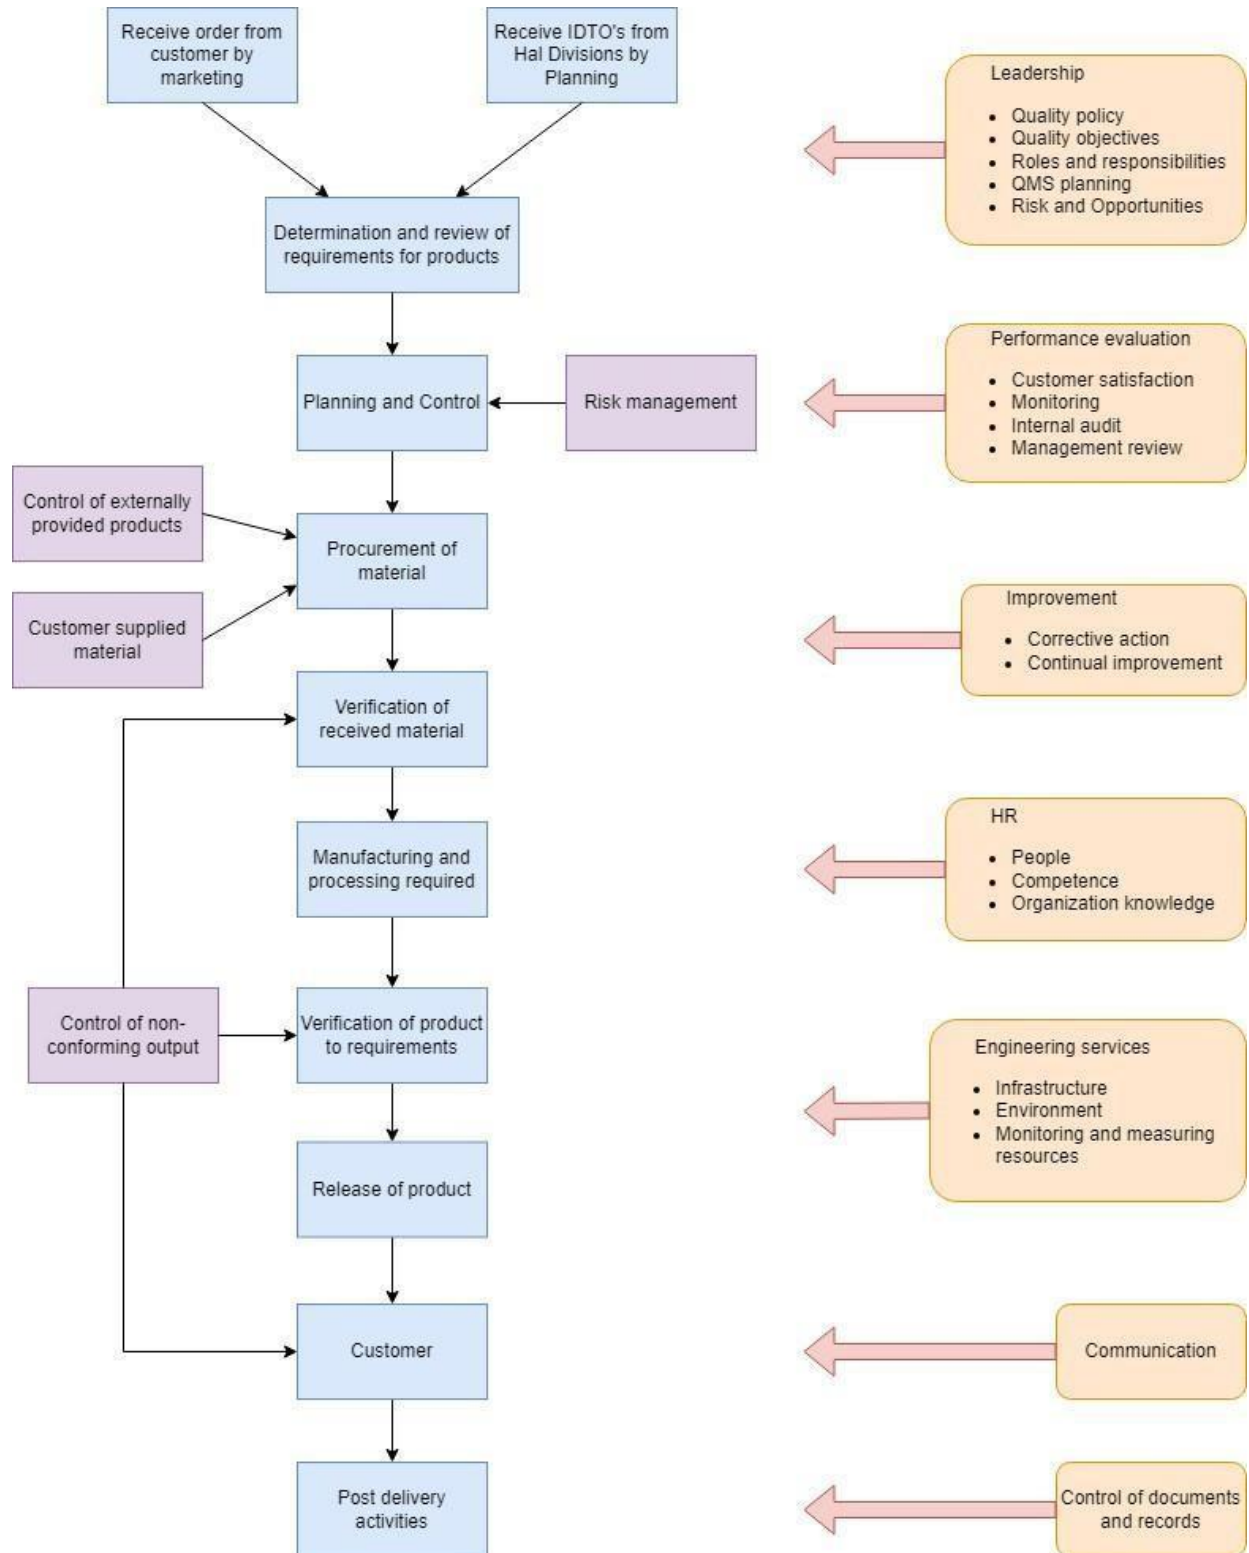 Receive order from
customer by
marketing
Receive IDTO's from
Hal Divisions by
Planning
Leadership
• Quality policy
• Quality objectives
• Roles and responsibilities
• QMS planning
• Risk and Opportunities
Determination and review of
requirements for products
Performance evaluation
• Customer satisfaction
• Monitoring
• Internal audit
• Management review
Planning and Control
Risk management
Control of externally
provided products
Procurement of
material
Customer supplied
material
Improvement
• Corrective action
• Continual improvement
Verification of
received material
Manufacturing and
processing required
HR
• People
• Competence
• Organization knowledge
Control of non-
conforming output
Verification of product
to requirements
Engineering services
• Infrastructure
• Environment
• Monitoring and measuring
resources
Release of product
Customer
Communication
Post delivery
activities
Control of documents
and records